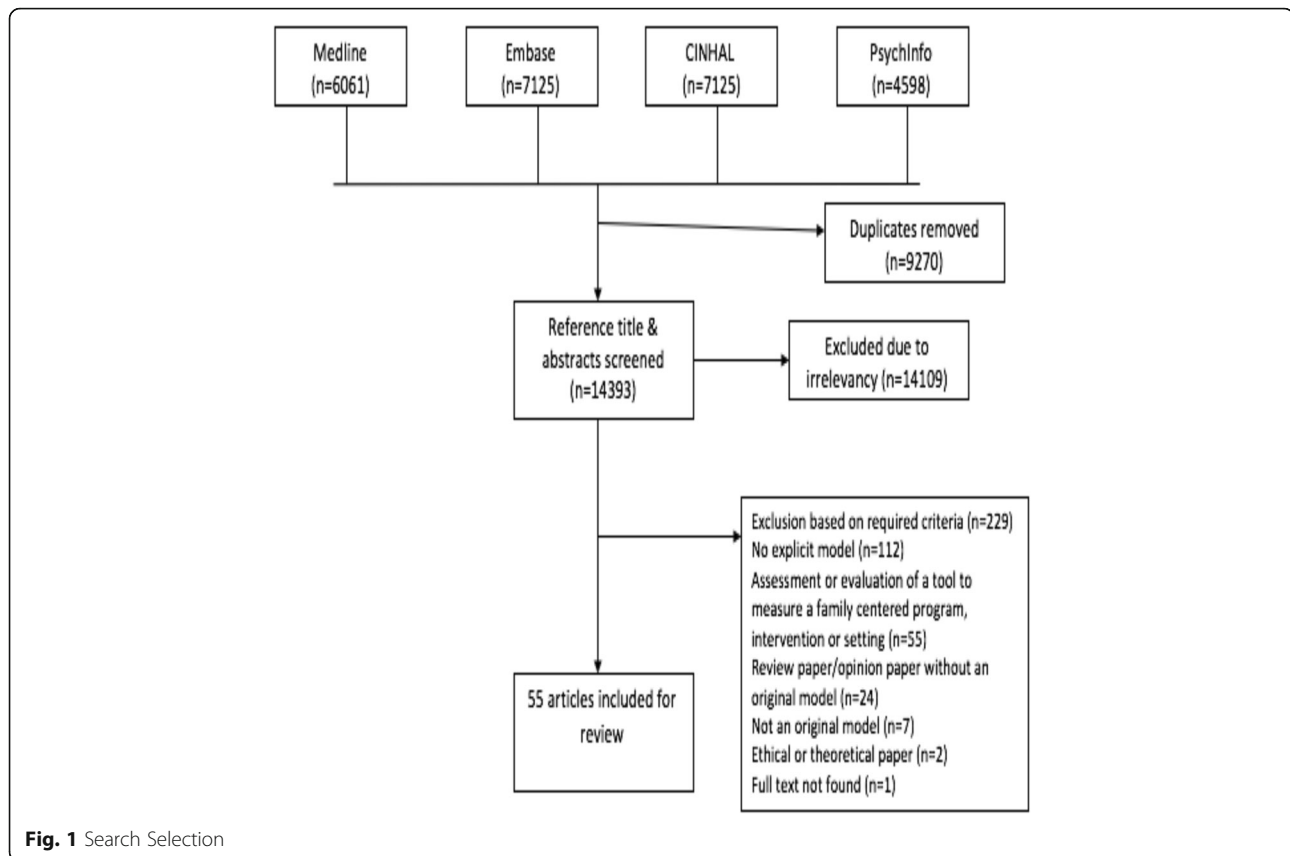 Medline
(n=6061)
Embase
(n=7125)
CINHAL
(n=7125)
PsychInfo
(n=4598)
Duplicates removed
(n=9270)
Reference title &
abstracts screened
(n=14393)
Excluded due to
irrelevancy (n=14109)
Exclusion based on required criteria (n=229)
No explicit model (n=112)
Assessment or evaluation of a tool to
measure a family centered program,
intervention or setting (n=55)
Review paper/opinion paper without an
original model (n=24)
Not an original model (n=7)
Ethical or theoretical paper (n=2)
Full text not found (n=1)
55 articles included for
review
Fig. 1 Search Selection